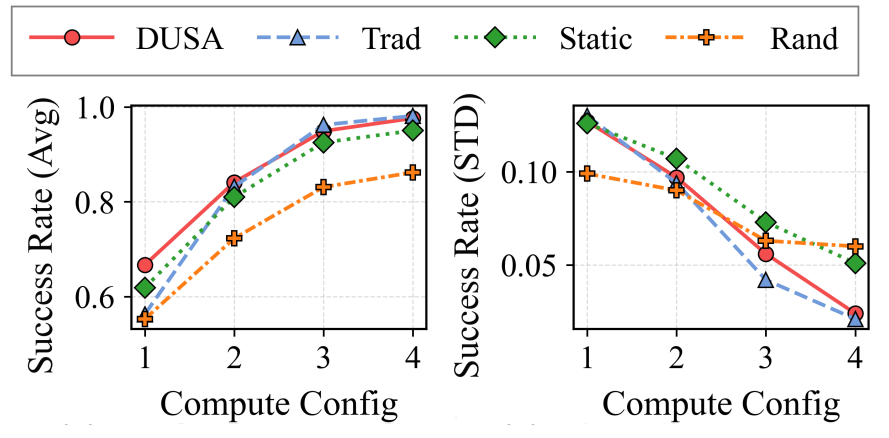 DUSA Trad Static Rand
Success Rate (Avg)
1.0
0.8
0.6
1 2 3 4
Compute Config
Success Rate (STD)
0.10
0.05
1 2 3 4
Compute Config